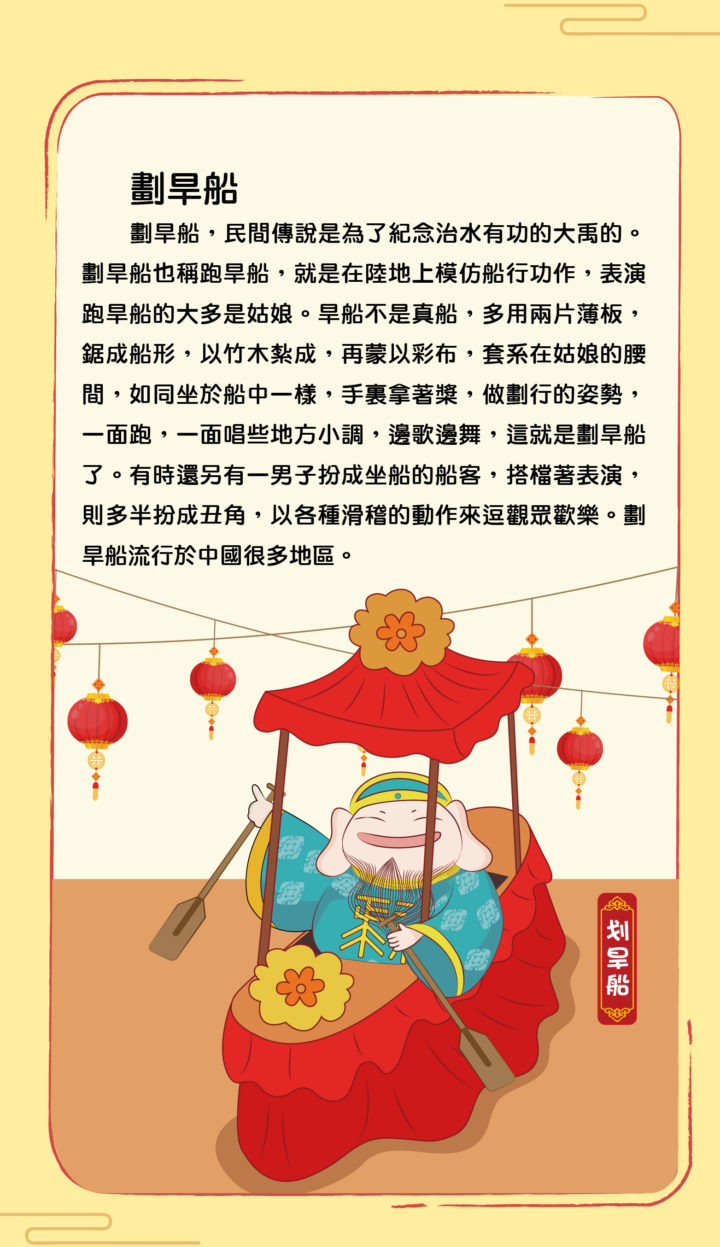 劃旱船
劃旱船，民間傳說是為了紀念治水有功的大禹的。
劃旱船也稱跑旱船，就是在陸地上模仿船行功作，表演
跑旱船的大多是姑娘。旱船不是真船，多用兩片薄板，
鋸成船形，以竹木紮成，再蒙以彩布，套系在姑娘的腰
間，如同坐於船中一樣，手裏拿著槳，做劃行的姿勢，
一面跑，一面唱些地方小調，邊歌邊舞，這就是劃旱船
了。有時還另有一男子扮成坐船的船客，搭檔著表演，
則多半扮成丑角，以各種滑稽的動作來逗觀眾歡樂。劃
旱船流行於中國很多地區。
划旱船